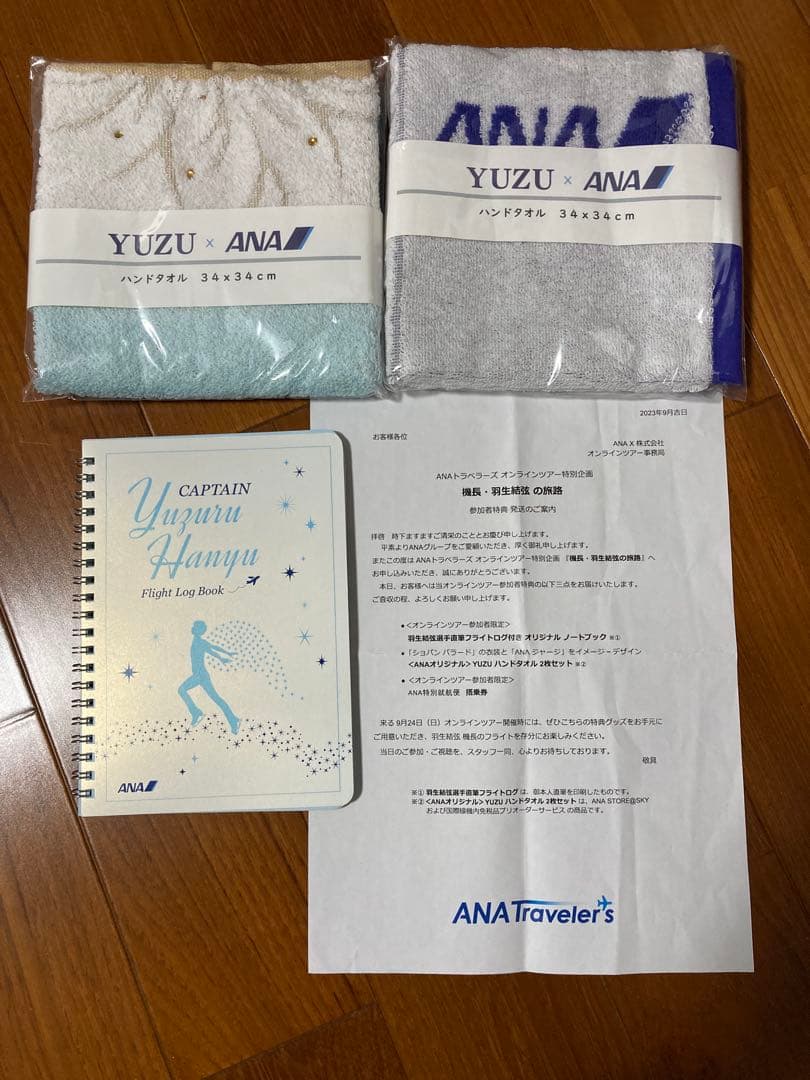 YUZU × ANA
ハンドタオル 34x34cm
ANA
YUZU × ANA
ハンドタオル 34x34cm
CAPTAIN
Yuzuru
Hanyu
Flight Log Book
ANA
2023年9月吉日
お客様各位
ANA X 株式会社
オンラインツアー事務局
ANAトラベラーズ オンラインツアー特別企画
機長・羽生結弦 の旅路
参加者特典 発送のご案内
拝啓 時下ますますご清栄のこととお慶び申し上げます。
平素よりANAグループをご愛顧いただき、厚く御礼申し上げます。
またこの度は ANAトラベラーズ オンラインツアー特別企画 『機長・羽生結弦の旅路』へ
お申し込みいただき、誠にありがとうございます。
本日、お客様へは当オンラインツアー参加者特典の以下三点をお届けいたします。
ご査収の程、よろしくお願い申し上げます。
●<オンラインツアー参加者限定>
羽生結弦選手直筆フライトログ付き オリジナル ノートブック ※①
●「ショパン バラード」の衣装と「ANA ジャージ」をイメージ・デザイン
<ANAオリジナル> YUZU ハンドタオル 2枚セット ※②
●<オンラインツアー参加者限定>
ANA特別就航便 搭乗券
来る 9月24日（日）オンラインツアー開催時には、ぜひこちらの特典グッズをお手元に
ご用意いただき、羽生結弦 機長のフライトを存分にお楽しみください。
当日のご参加・ご視聴を、スタッフ一同、心よりお待ちしております。
敬具
※① 羽生結弦選手直筆フライトログ は、御本人直筆を印刷したものです。
※② <ANAオリジナル> YUZU ハンドタオル 2枚セット は、ANA STORE@SKY
および国際線機内免税品プリオーダーサービス の商品です。
ANA Traveler's